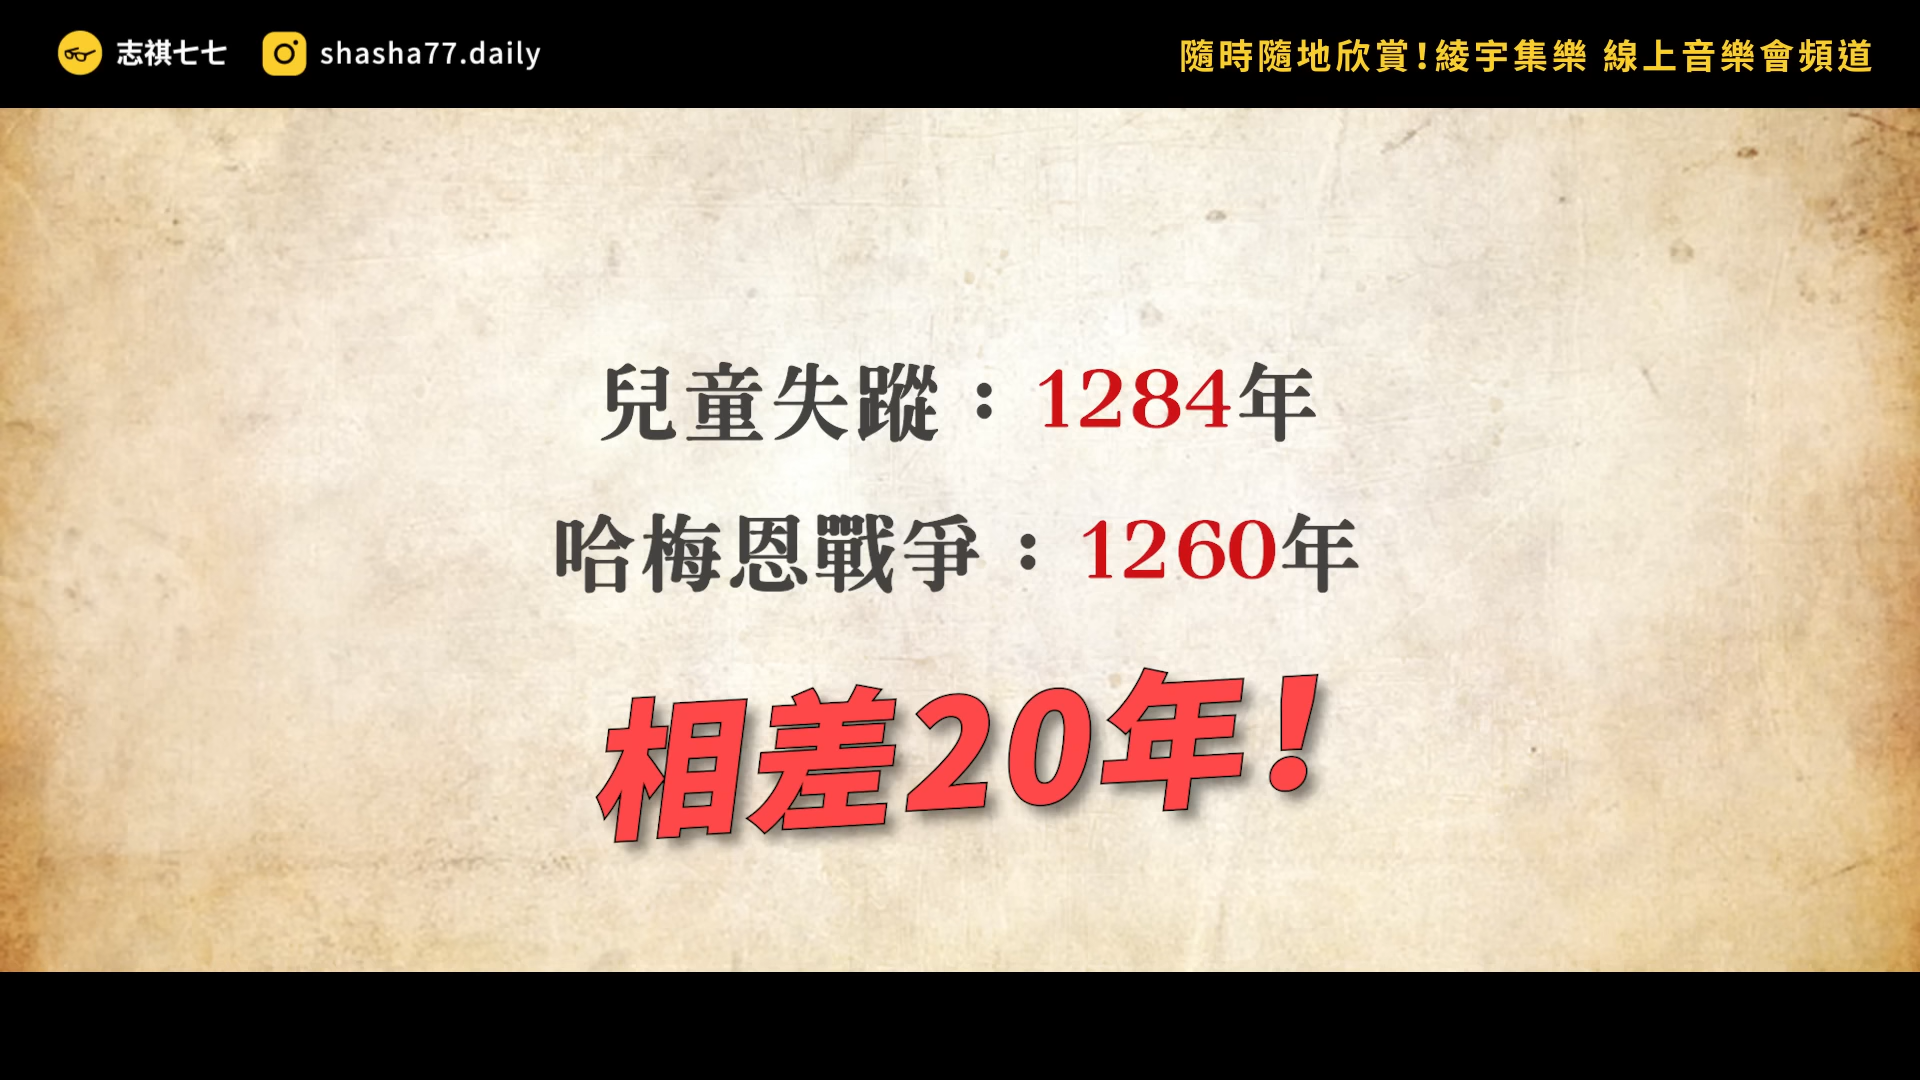 志祺七七 shasha77.daily
隨時隨地欣賞!綾宇集樂 線上音樂會頻道
兒童失蹤：1284年
哈梅恩戰爭：1260年
相差20年!